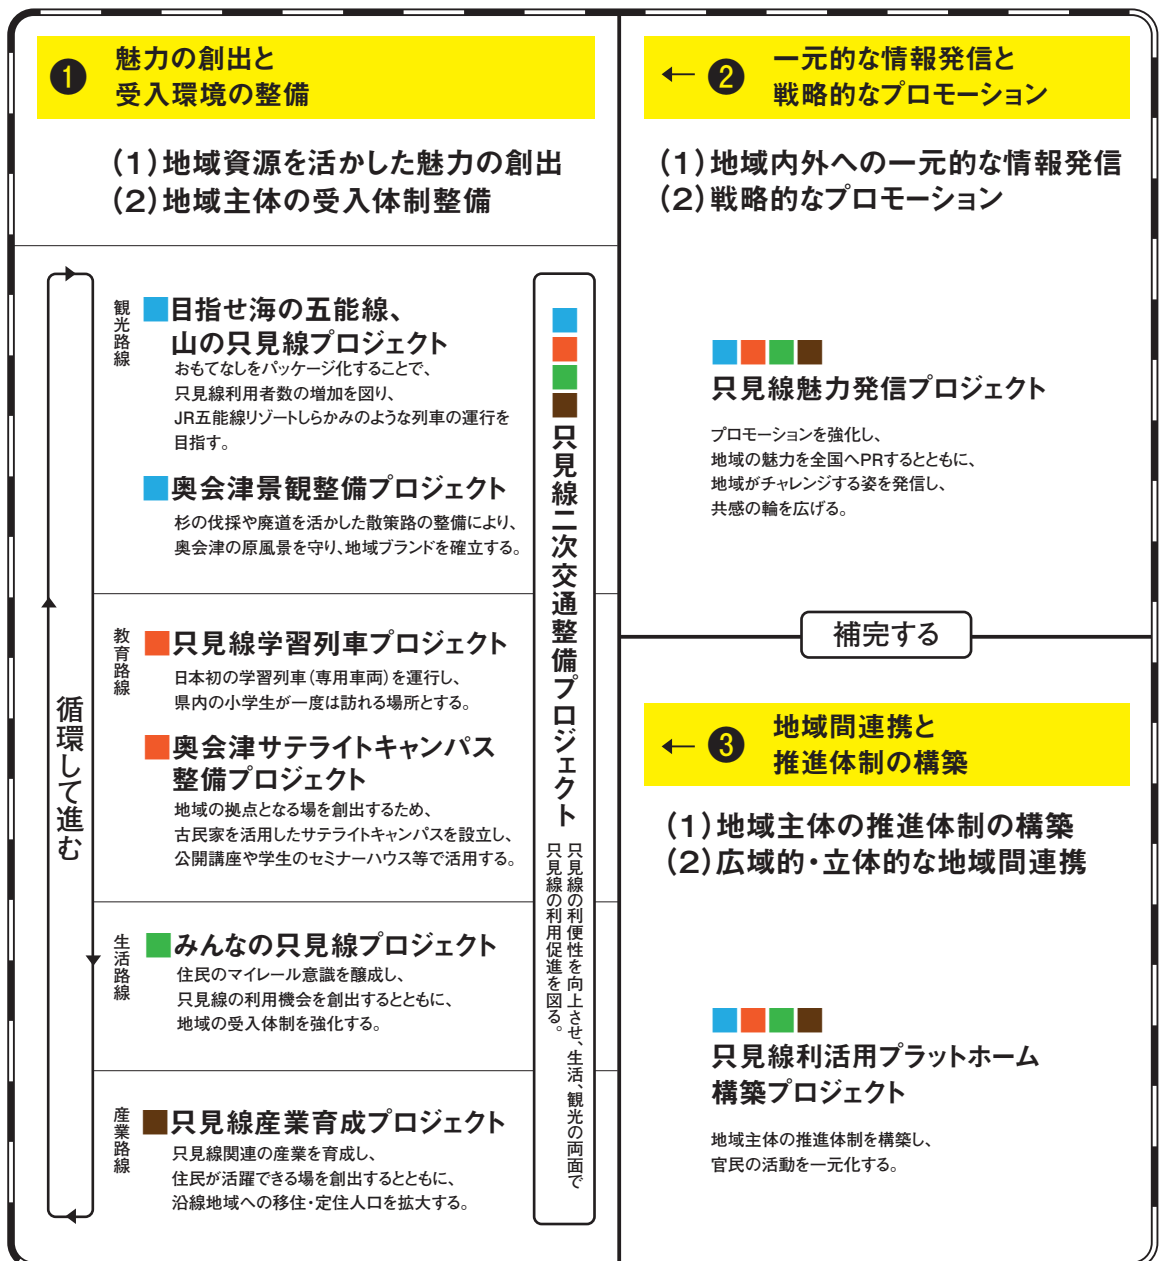 ❶
魅力の創出と
受入環境の整備
(1)地域資源を活かした魅力の創出
(2)地域主体の受入体制整備
循環して進む
観光路線
目指せ海の五能線、
山の只見線プロジェクト
おもてなしをパッケージ化することで、
只見線利用者数の増加を図り、
JR五能線リゾートしらかみのような列車の運行を
目指す。
奥会津景観整備プロジェクト
杉の伐採や廃道を活かした散策路の整備により、
奥会津の原風景を守り、地域ブランドを確立する。
教育路線
只見線学習列車プロジェクト
日本初の学習列車(専用車両)を運行し、
県内の小学生が一度は訪れる場所とする。
奥会津サテライトキャンパス
整備プロジェクト
地域の拠点となる場を創出するため、
古民家を活用したサテライトキャンパスを設立し、
公開講座や学生のセミナーハウス等で活用する。
生活路線
みんなの只見線プロジェクト
住民のマイレール意識を醸成し、
只見線の利用機会を創出するとともに、
地域の受入体制を強化する。
産業路線
只見線産業育成プロジェクト
只見線関連の産業を育成し、
住民が活躍できる場を創出するとともに、
沿線地域への移住・定住人口を拡大する。
只見線二次交通整備プロジェクト
只見線の利便性を向上させ、生活、観光の両面で
只見線の利用促進を図る。
← ❷
一元的な情報発信と
戦略的なプロモーション
(1)地域内外への一元的な情報発信
(2)戦略的なプロモーション
只見線魅力発信プロジェクト
プロモーションを強化し、
地域の魅力を全国へPRするとともに、
地域がチャレンジする姿を発信し、
共感の輪を広げる。
補完する
← ❸
地域間連携と
推進体制の構築
(1)地域主体の推進体制の構築
(2)広域的・立体的な地域間連携
只見線利活用プラットホーム
構築プロジェクト
地域主体の推進体制を構築し、
官民の活動を一元化する。